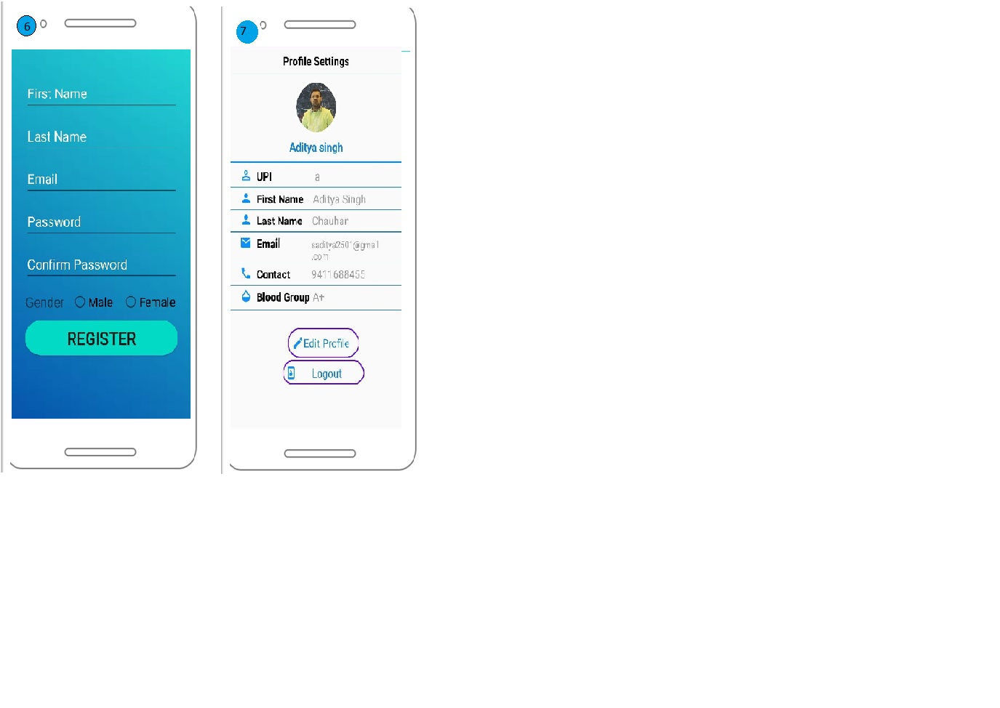 6
First Name
Last Name
Email
Password
Confirm Password
Gender Male Female
REGISTER
7
Profile Settings
Aditya singh
UPI a
First Name Aditya Singh
Last Name Chauhan
Email saditya2501@gmail
.com
Contact 9411688455
Blood Group A+
Edit Profile
Logout